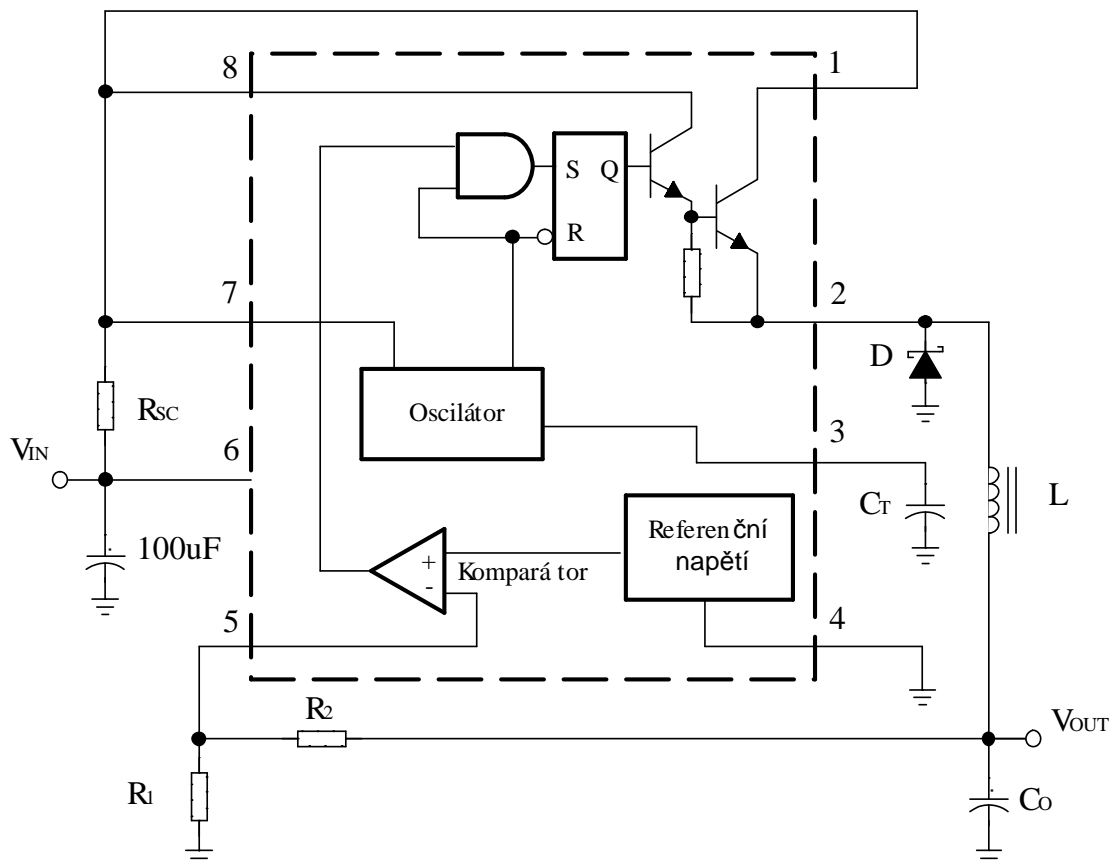 8
1
S
Q
R
7
2
D
Oscilátor
RSC
3
VIN
6
CT
L
100uF
Referenční
napětí
+
Komparátor
-
5
4
R2
VOUT
R1
CO